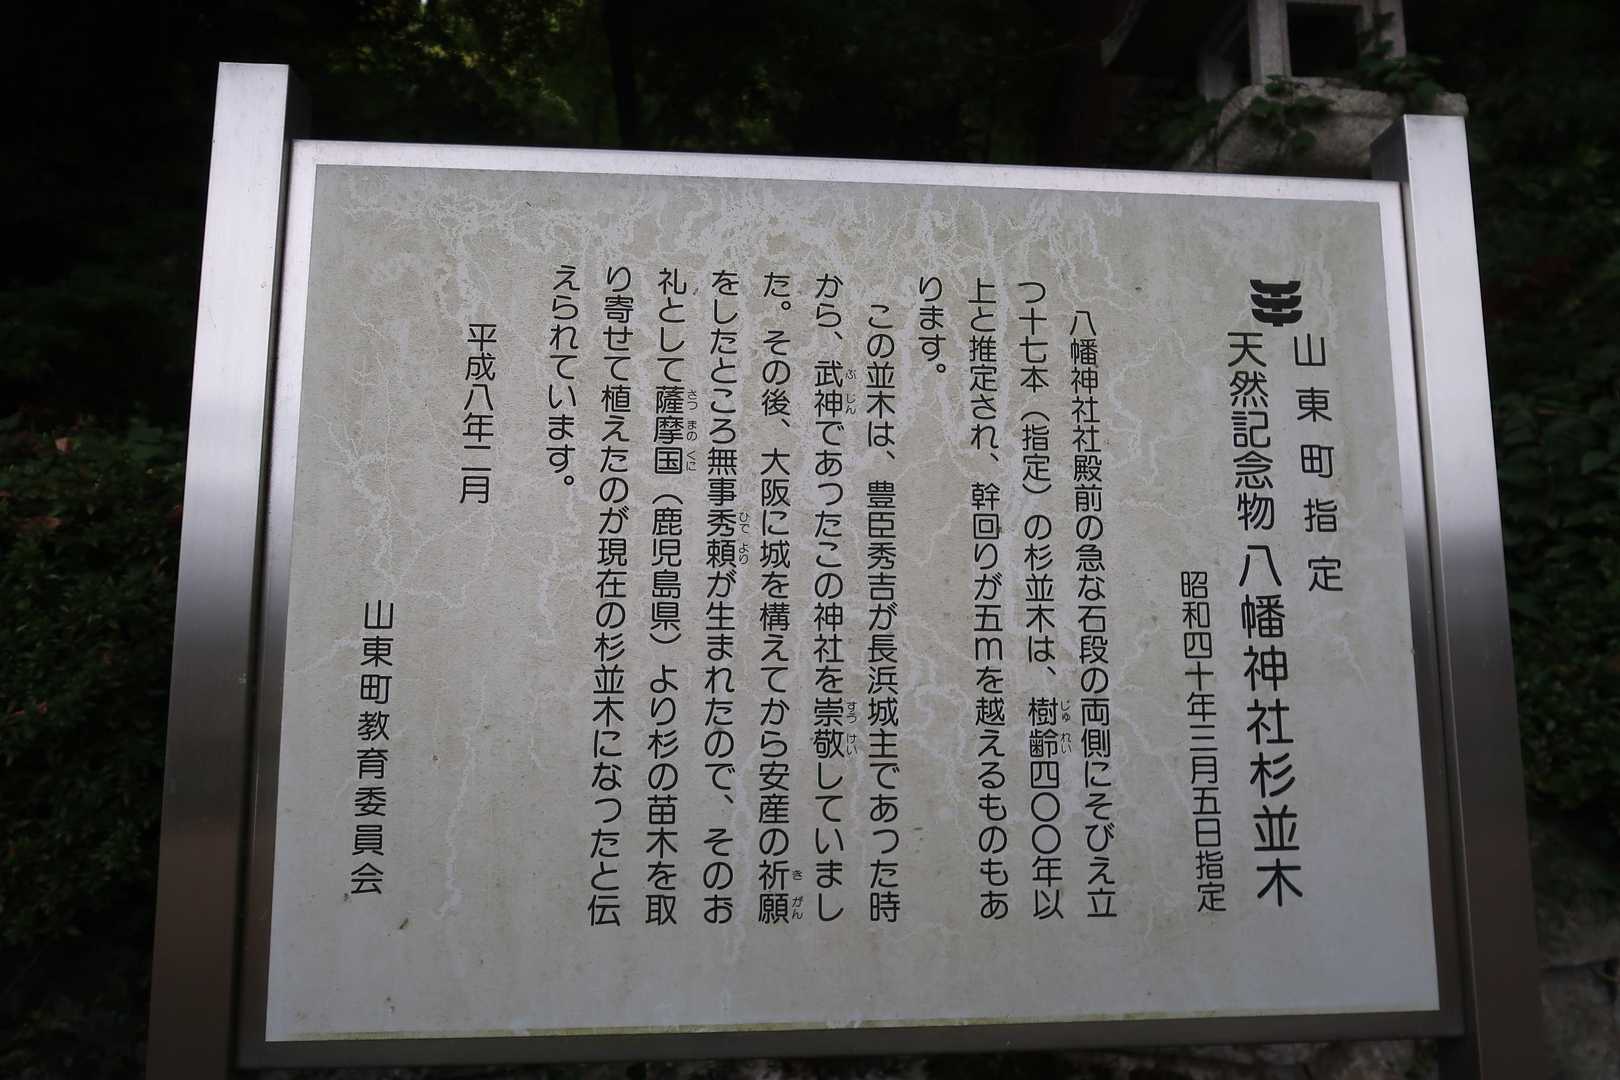 山東町指定
天然記念物 八幡神社杉並木
昭和四十年三月五日指定
八幡神社社殿前の急な石段の両側にそびえ立
つ十七本（指定）の杉並木は、樹齢四〇〇年以
上と推定され、幹回りが五mを越えるものもあ
ります。
この並木は、豊臣秀吉が長浜城主であった時
から、武神であったこの神社を崇敬していまし
た。その後、大阪に城を構えてから安産の祈願
をしたところ無事秀頼が生まれたので、そのお
礼として薩摩国（鹿児島県）より杉の苗木を取
り寄せて植えたのが現在の杉並木になったと伝
えられています。
平成八年二月
山東町教育委員会